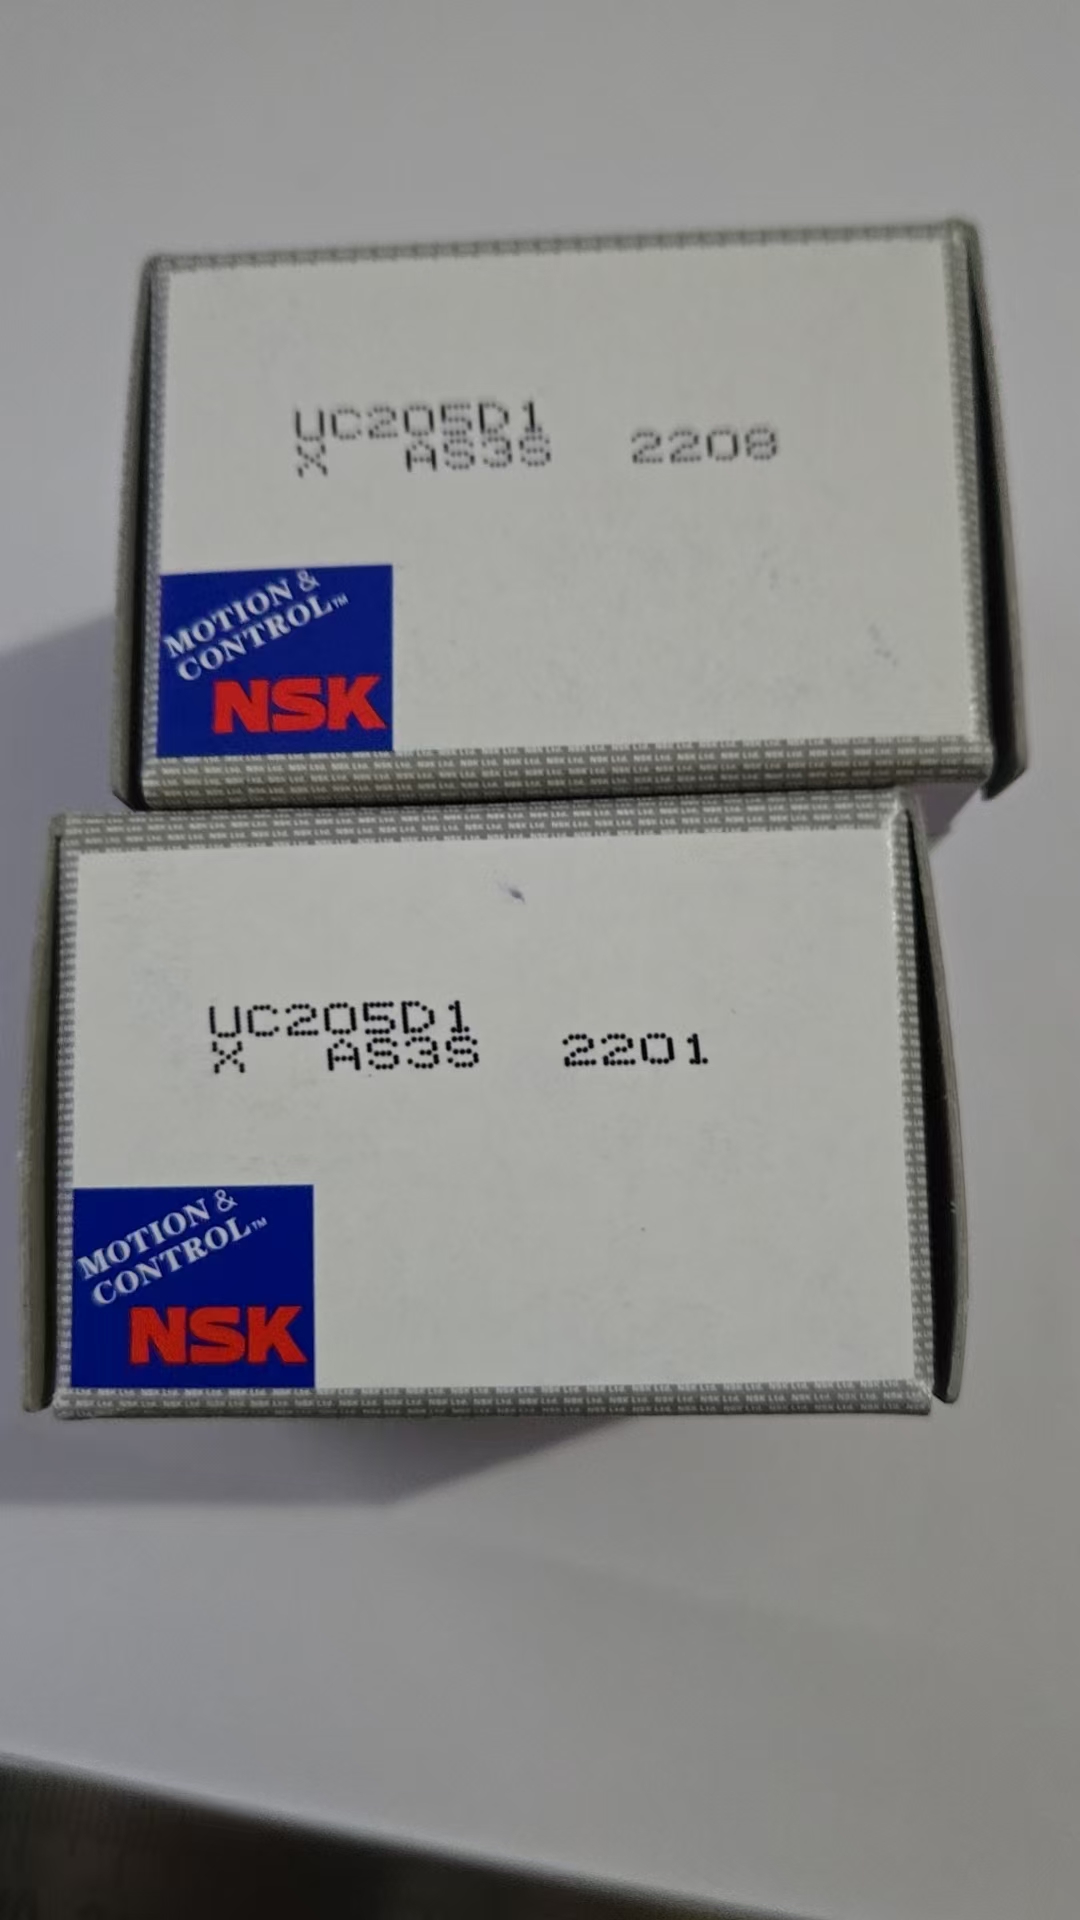 UC205D1
X AS3S 2208
MOTION &
CONTROL™
NSK
UC205D1
X AS3S 2201
MOTION &
CONTROL™
NSK